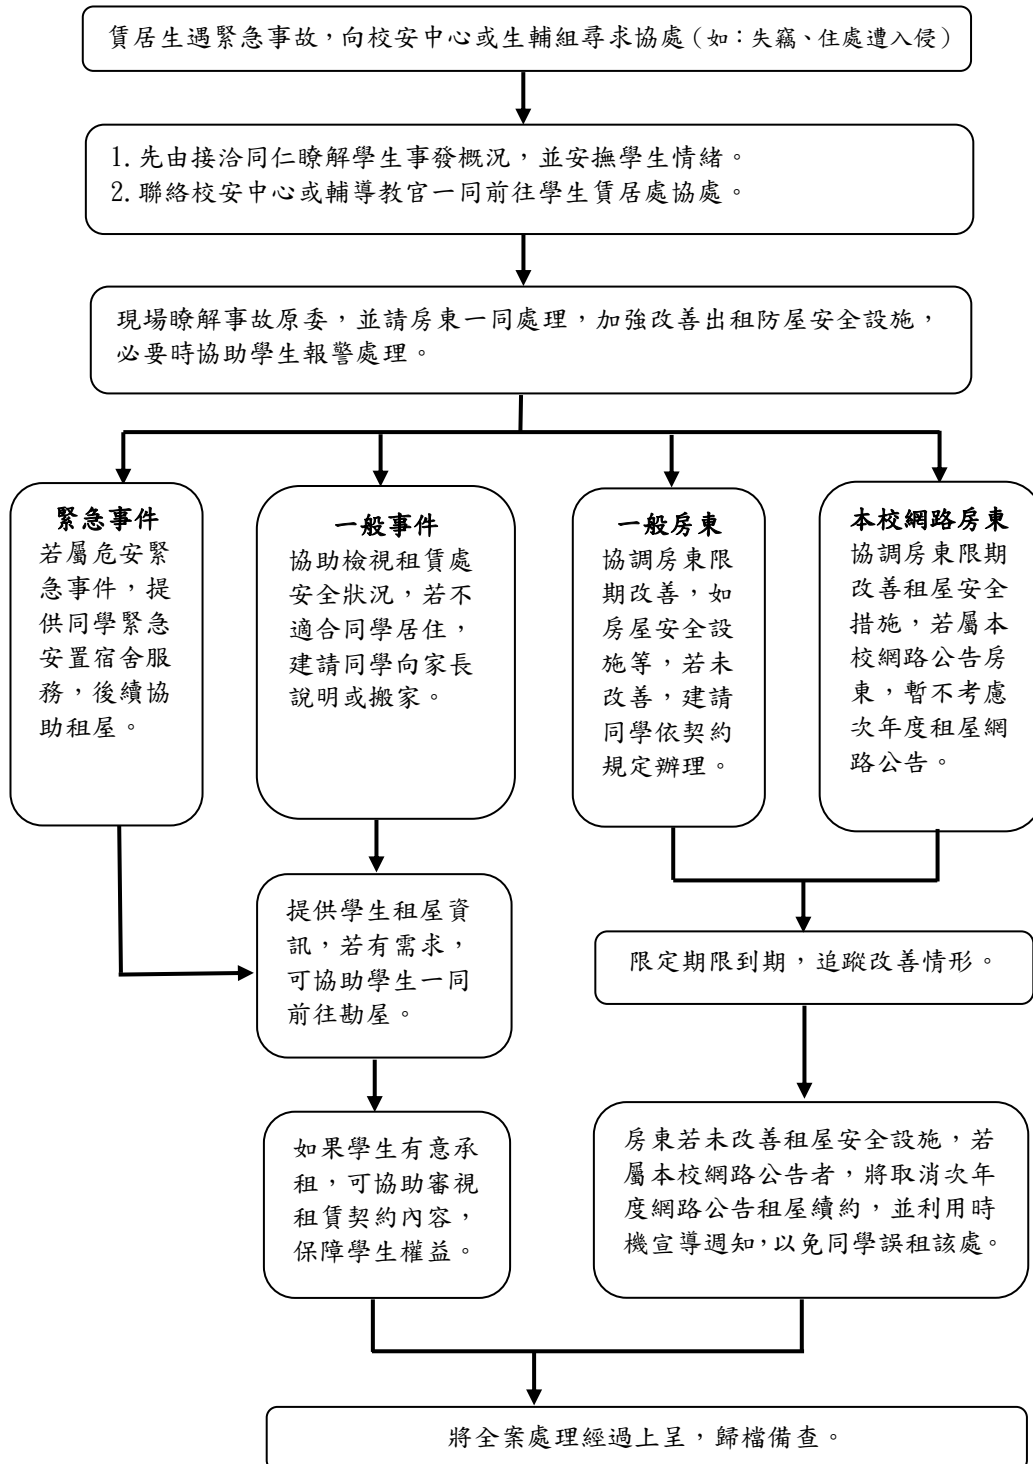 賃居生遇緊急事故，向校安中心或生輔組尋求協處（如：失竊、住處遭入侵）
1. 先由接洽同仁瞭解學生事發概況，並安撫學生情緒。
2. 聯絡校安中心或輔導教官一同前往學生賃居處協處。
現場瞭解事故原委，並請房東一同處理，加強改善出租防屋安全設施，
必要時協助學生報警處理。
緊急事件
若屬危安緊
急事件，提
供同學緊急
安置宿舍服
務，後續協
助租屋。
一般事件
協助檢視租賃處
安全狀況，若不
適合同學居住，
建請同學向家長
說明或搬家。
一般房東
協調房東限
期改善，如
房屋安全設
施等，若未
改善，建請
同學依契約
規定辦理。
本校網路房東
協調房東限期
改善租屋安全
措施，若屬本
校網路公告房
東，暫不考慮
次年度租屋網
路公告。
提供學生租屋資
訊，若有需求，
可協助學生一同
前往勘屋。
限定期限到期，追蹤改善情形。
如果學生有意承
租，可協助審視
租賃契約內容，
保障學生權益。
房東若未改善租屋安全設施，若
屬本校網路公告者，將取消次年
度網路公告租屋續約，並利用時
機宣導週知，以免同學誤租該處。
將全案處理經過上呈，歸檔備查。